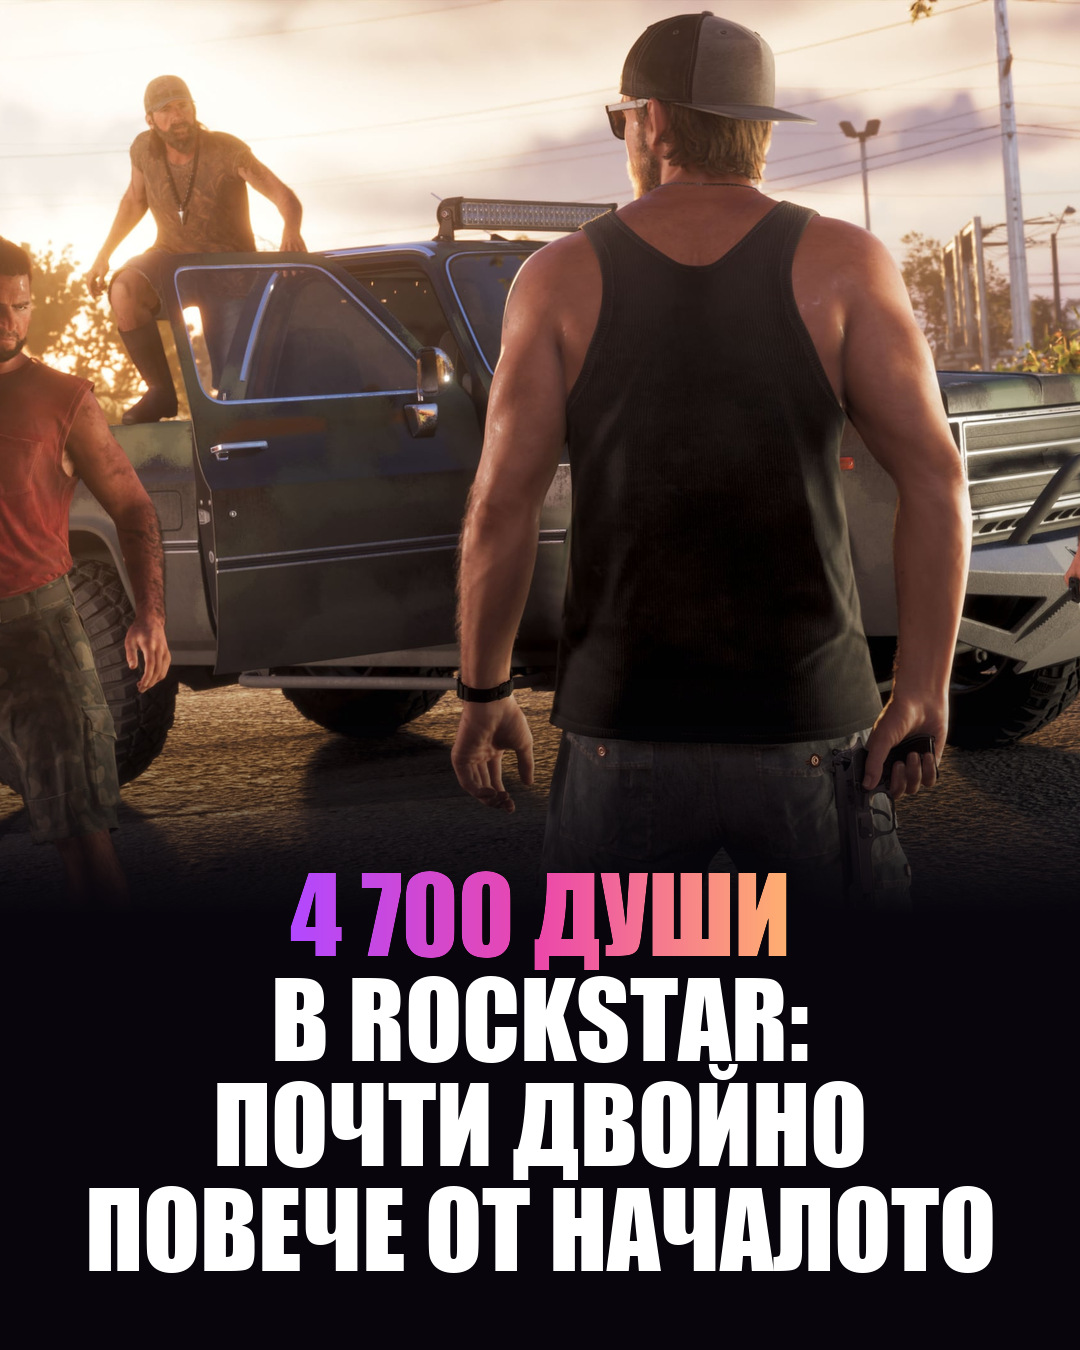 4 700 ДУШИ
В ROCKSTAR:
ПОЧТИ ДВОЙНО
ПОВЕЧЕ ОТ НАЧАЛОТО